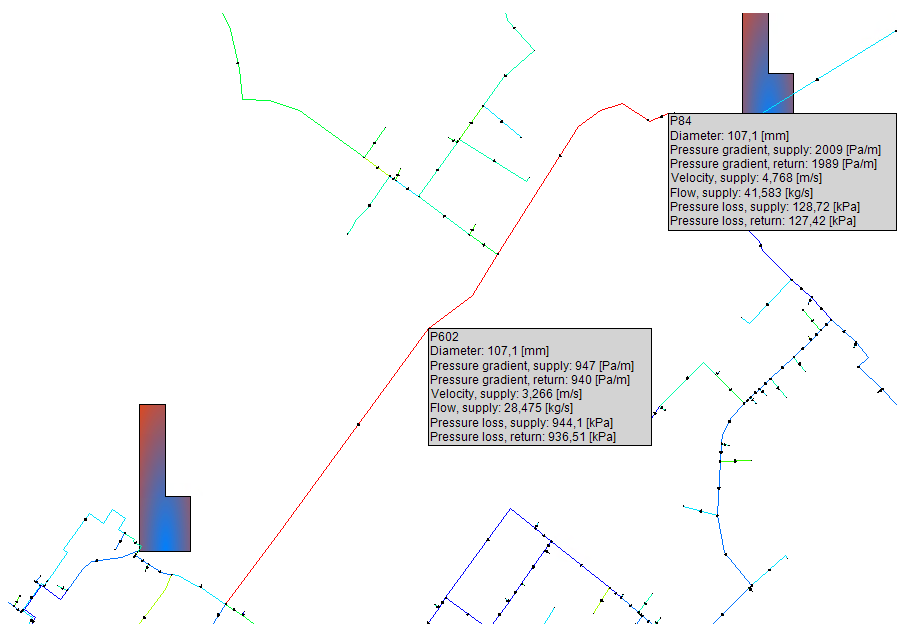 P84
Diameter: 107,1 [mm]
Pressure gradient, supply: 2009 [Pa/m]
Pressure gradient, return: 1989 [Pa/m]
Velocity, supply: 4,768 [m/s]
Flow, supply: 41,583 [kg/s]
Pressure loss, supply: 128,72 [kPa]
Pressure loss, return: 127,42 [kPa]
P602
Diameter: 107,1 [mm]
Pressure gradient, supply: 947 [Pa/m]
Pressure gradient, return: 940 [Pa/m]
Velocity, supply: 3,266 [m/s]
Flow, supply: 28,475 [kg/s]
Pressure loss, supply: 944,1 [kPa]
Pressure loss, return: 936,51 [kPa]